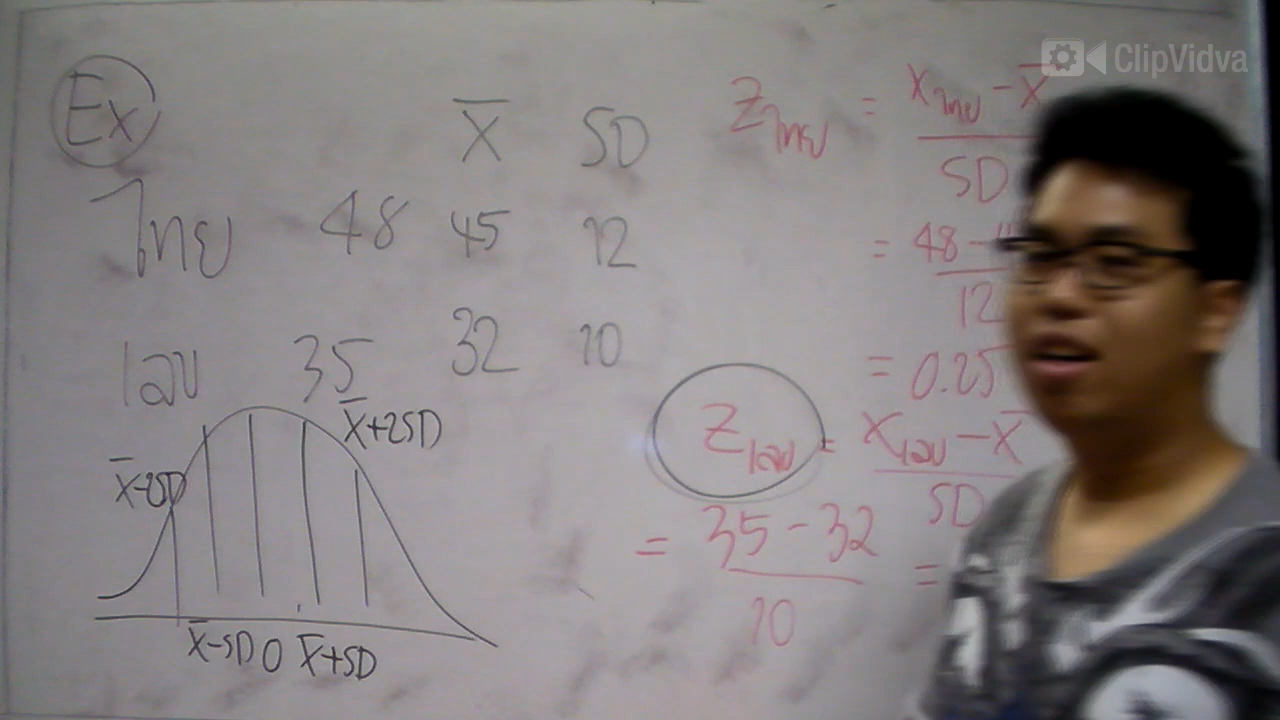 ClipVidva
Ex
X̄ SD
ไทย 48 45 12
เลข 35 32 10
X̄-2SD
X̄+2SD
X̄-SD 0 X̄+SD
Zไทย = Xไทย - X̄
SD
= 48 -
12
= 0.25
Zเลข = Xเลข - X̄
SD
= 35 - 32 =
10